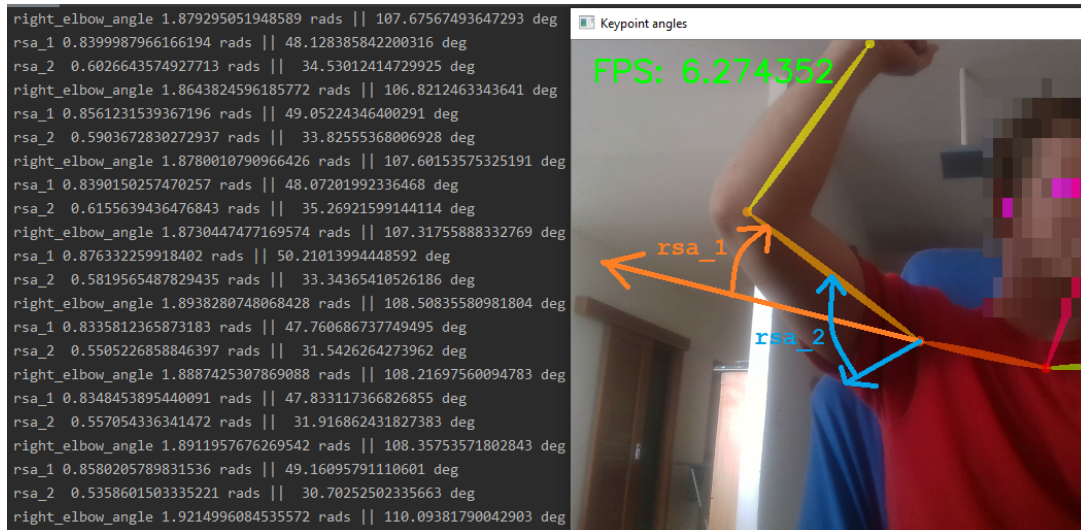 right_elbow_angle 1.879295051948589 rads || 107.67567493647293 deg
rsa_1 0.8399987966166194 rads || 48.128385842200316 deg
rsa_2  0.6026643574927713 rads ||  34.53012414729925 deg
right_elbow_angle 1.8643824596185772 rads || 106.8212463343641 deg
rsa_1 0.8561231539367196 rads || 49.05224346400291 deg
rsa_2  0.5903672830272937 rads ||  33.82555368006928 deg
right_elbow_angle 1.8780010790966426 rads || 107.60153575325191 deg
rsa_1 0.8390150257470257 rads || 48.07201992336468 deg
rsa_2  0.6155639436476843 rads ||  35.26921599144114 deg
right_elbow_angle 1.8730447477169574 rads || 107.31755888332769 deg
rsa_1 0.876332259918402 rads || 50.21013994448592 deg
rsa_2  0.5819565487829435 rads ||  33.34365410526186 deg
right_elbow_angle 1.8938280748068428 rads || 108.50835580981804 deg
rsa_1 0.8335812365873183 rads || 47.760686737749495 deg
rsa_2  0.5505226858846397 rads ||  31.5426264273962 deg
right_elbow_angle 1.8887425307869088 rads || 108.21697560094783 deg
rsa_1 0.8348453895440091 rads || 47.833117366826855 deg
rsa_2  0.557054336341472 rads ||  31.916862431827383 deg
right_elbow_angle 1.8911957676269542 rads || 108.35753571802843 deg
rsa_1 0.8580205789831536 rads || 49.16095791110601 deg
rsa_2  0.5358601503335221 rads ||  30.70252502335663 deg
right_elbow_angle 1.9214996084535572 rads || 110.09381790042903 deg
Keypoint angles
FPS: 6.274352
rsa_1
rsa_2